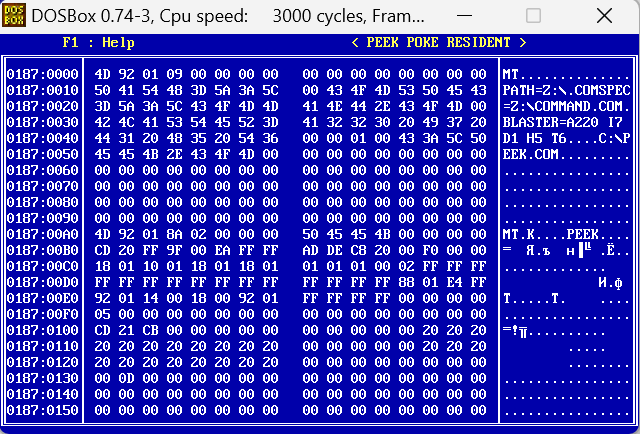 DOSBox 0.74-3, Cpu speed: 3000 cycles, Fram...
F1 : Help < PEEK POKE RESIDENT >
0187:0000 4D 92 01 09 00 00 00 00 00 00 00 00 00 00 00 00 MТ..............
0187:0010 50 41 54 48 3D 5A 3A 5C 00 43 4F 4D 53 50 45 43 PATH=Z:\.COMSPEC
0187:0020 3D 5A 3A 5C 43 4F 4D 4D 41 4E 44 2E 43 4F 4D 00 =Z:\COMMAND.COM.
0187:0030 42 4C 41 53 54 45 52 3D 41 32 32 30 20 49 37 20 BLASTER=A220 I7
0187:0040 44 31 20 48 35 20 54 36 00 00 01 00 43 3A 5C 50 D1 H5 T6....C:\P
0187:0050 45 45 4B 2E 43 4F 4D 00 00 00 00 00 00 00 00 00 EEK.COM.........
0187:0060 00 00 00 00 00 00 00 00 00 00 00 00 00 00 00 00 ................
0187:0070 00 00 00 00 00 00 00 00 00 00 00 00 00 00 00 00 ................
0187:0080 00 00 00 00 00 00 00 00 00 00 00 00 00 00 00 00 ................
0187:0090 00 00 00 00 00 00 00 00 00 00 00 00 00 00 00 00 ................
0187:00A0 4D 92 01 8A 02 00 00 00 50 45 45 4B 00 00 00 00 MТ.К....PEEK....
0187:00B0 CD 20 FF 9F 00 EA FF FF AD DE C8 20 00 F0 00 00 ═  Я.ъ  н▐╚ .Ё..
0187:00C0 18 01 10 01 18 01 18 01 01 01 01 00 02 FF FF FF .............
0187:00D0 FF FF FF FF FF FF FF FF FF FF FF FF 88 01 E4 FF И.ф
0187:00E0 92 01 14 00 18 00 92 01 FF FF FF FF 00 00 00 00 Т.....Т.    ....
0187:00F0 05 00 00 00 00 00 00 00 00 00 00 00 00 00 00 00 ................
0187:0100 CD 21 CB 00 00 00 00 00 00 00 00 00 00 20 20 20 ═!╦..........
0187:0110 20 20 20 20 20 20 20 20 00 00 00 00 00 20 20 20 .....
0187:0120 20 20 20 20 20 20 20 20 00 00 00 00 00 00 00 00 ........
0187:0130 00 0D 00 00 00 00 00 00 00 00 00 00 00 00 00 00 ................
0187:0140 00 00 00 00 00 00 00 00 00 00 00 00 00 00 00 00 ................
0187:0150 00 00 00 00 00 00 00 00 00 00 00 00 00 00 00 00 ................